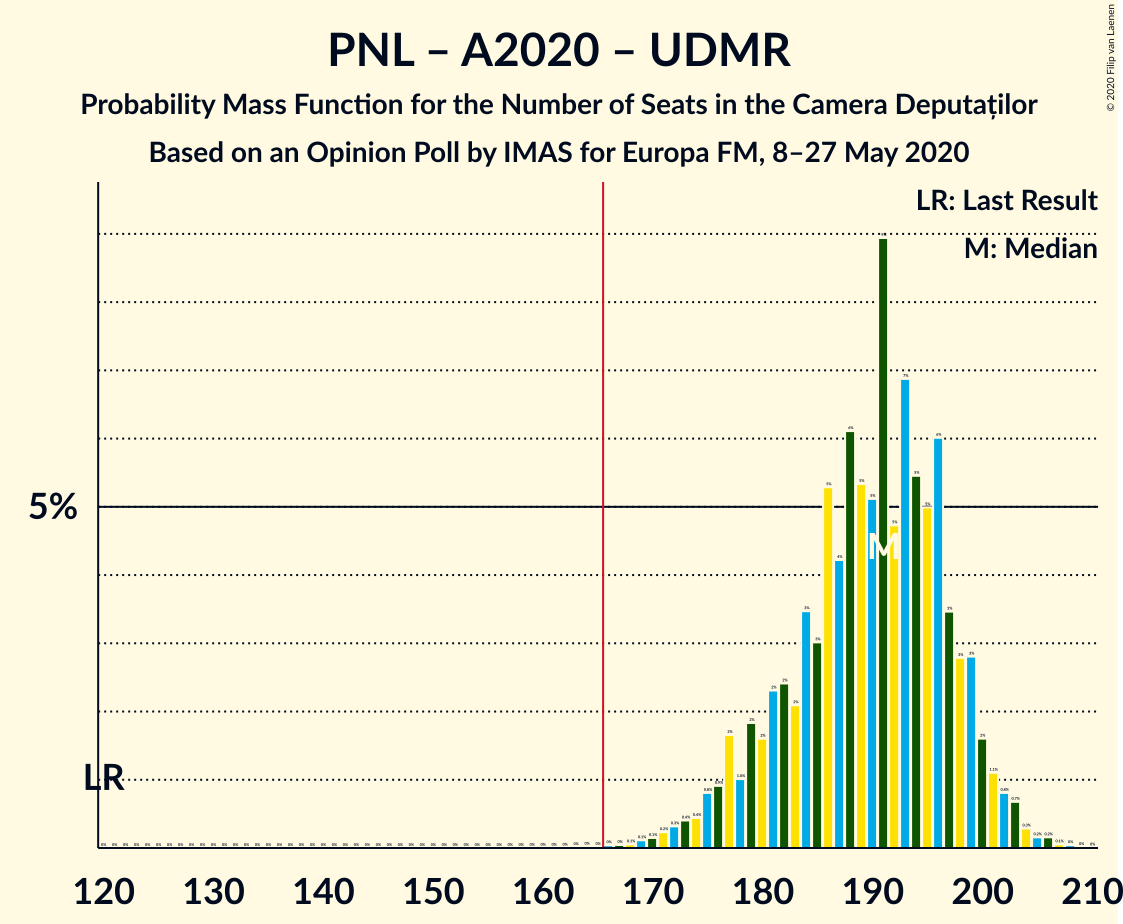 PNL – A2020 – UDMR
Probability Mass Function for the Number of Seats in the Camera Deputaților
Based on an Opinion Poll by IMAS for Europa FM, 8–27 May 2020
© 2020 Filip van Laenen
LR: Last Result
M: Median
5%
M
LR
120 130 140 150 160 170 180 190 200 210